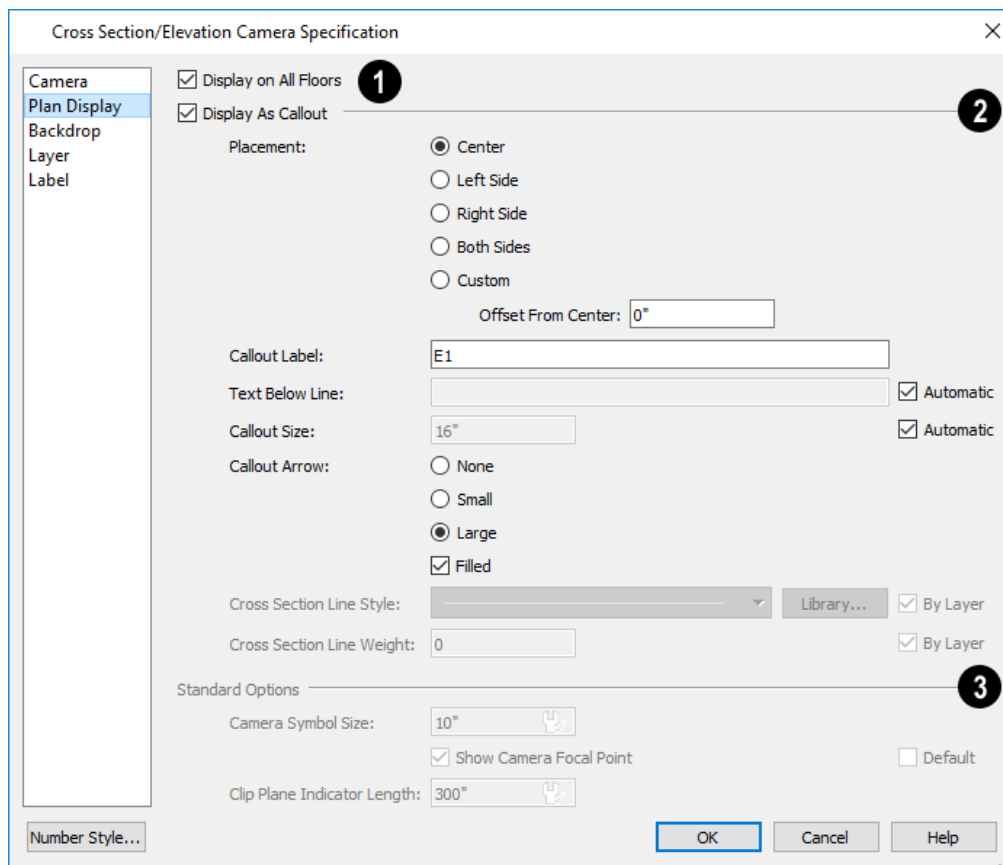 Cross Section/Elevation Camera Specification
Camera
Plan Display
Backdrop
Layer
Label
Display on All Floors 1
Display As Callout 2
Placement: Center
Left Side
Right Side
Both Sides
Custom
Offset From Center: 0"
Callout Label: E1
Text Below Line: Automatic
Callout Size: 16" Automatic
Callout Arrow: None
Small
Large
Filled
Cross Section Line Style: Library... By Layer
Cross Section Line Weight: 0 By Layer
Standard Options 3
Camera Symbol Size: 10"
Show Camera Focal Point Default
Clip Plane Indicator Length: 300"
Number Style... OK Cancel Help